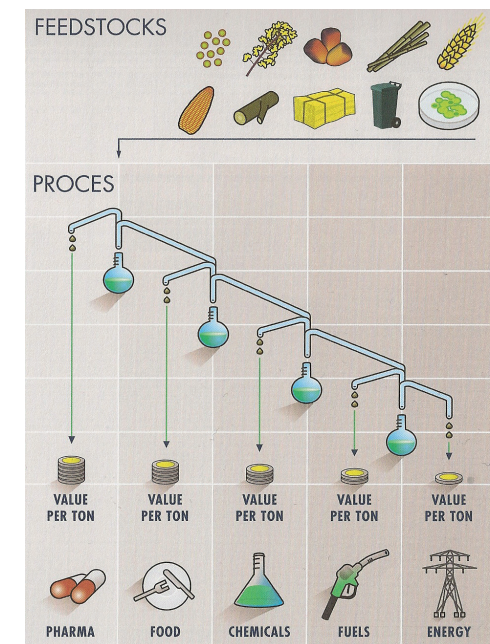 FEEDSTOCKS
PROCES
VALUE
PER TON
VALUE
PER TON
VALUE
PER TON
VALUE
PER TON
VALUE
PER TON
PHARMA
FOOD
CHEMICALS
FUELS
ENERGY